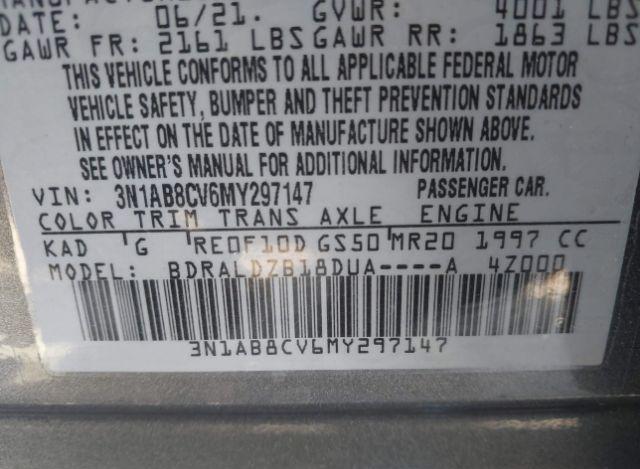 DATE: 06/21. GVWR: 4001 LBS
GAWR FR: 2161 LBS GAWR RR: 1863 LBS
THIS VEHICLE CONFORMS TO ALL APPLICABLE FEDERAL MOTOR
VEHICLE SAFETY, BUMPER AND THEFT PREVENTION STANDARDS
IN EFFECT ON THE DATE OF MANUFACTURE SHOWN ABOVE.
SEE OWNER'S MANUAL FOR ADDITIONAL INFORMATION.
VIN: 3N1AB8CV6MY297147 PASSENGER CAR.
COLOR TRIM TRANS AXLE ENGINE
KAD G RE0F10D GS50 MR20 1997 CC
MODEL: BDRALDZB18DUA----A 4Z000
3N1AB8CV6MY297147